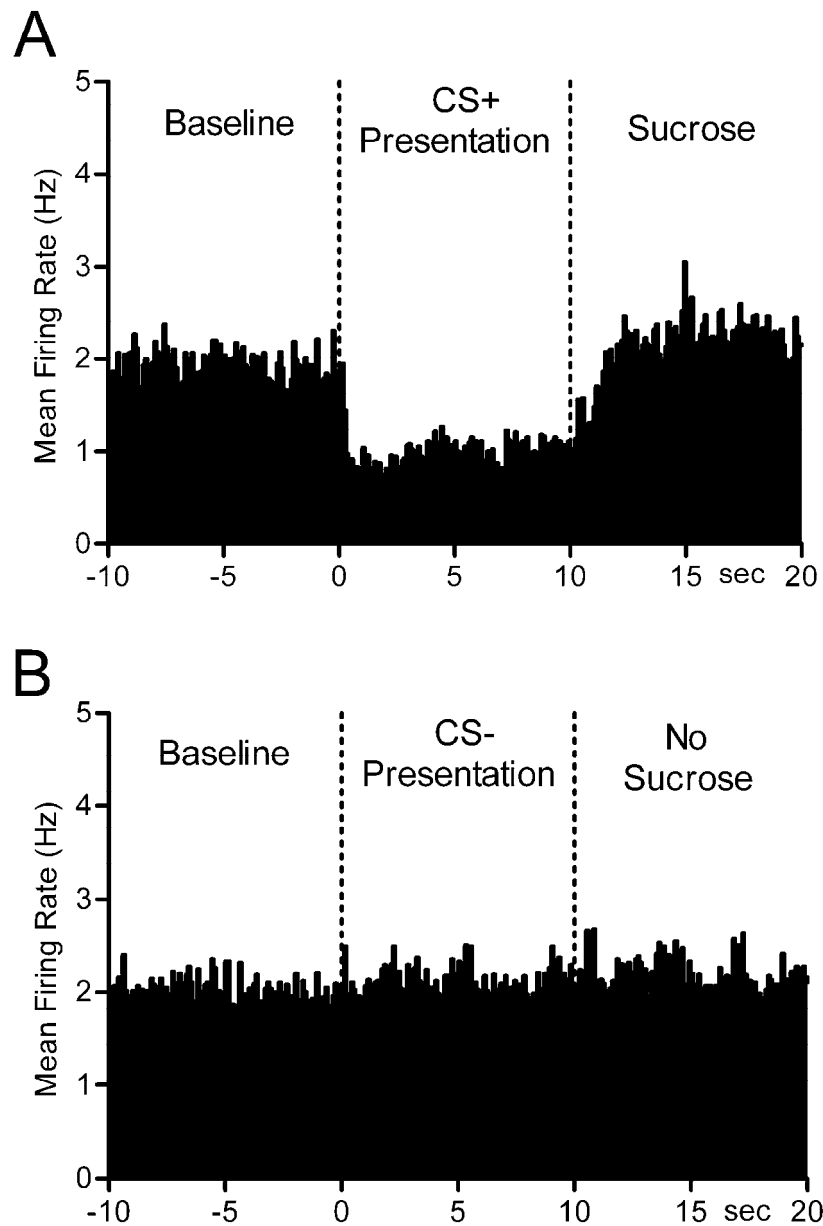 A
Baseline
CS+
Presentation
Sucrose
Mean Firing Rate (Hz)
5
4
3
2
1
0
-10 -5 0 5 10 15 sec 20
B
Baseline
CS-
Presentation
No
Sucrose
Mean Firing Rate (Hz)
5
4
3
2
1
0
-10 -5 0 5 10 15 sec 20